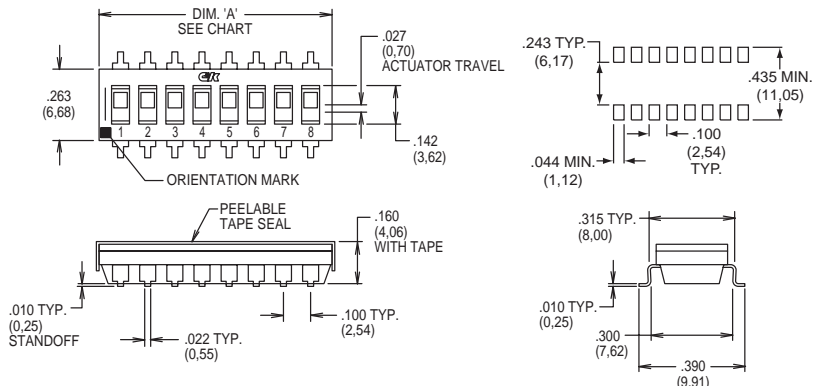 DIM. 'A'
SEE CHART
.027
(0,70)
ACTUATOR TRAVEL
.263
(6,68)
C&K
1 2 3 4 5 6 7 8
.142
(3,62)
ORIENTATION MARK
.243 TYP.
(6,17)
.435 MIN.
(11,05)
.100
(2,54)
TYP.
.044 MIN.
(1,12)
PEELABLE
TAPE SEAL
.160
(4,06)
WITH TAPE
.010 TYP.
(0,25)
STANDOFF
.022 TYP.
(0,55)
.100 TYP.
(2,54)
.315 TYP.
(8,00)
.010 TYP.
(0,25)
.300
(7,62)
.390
(9,91)